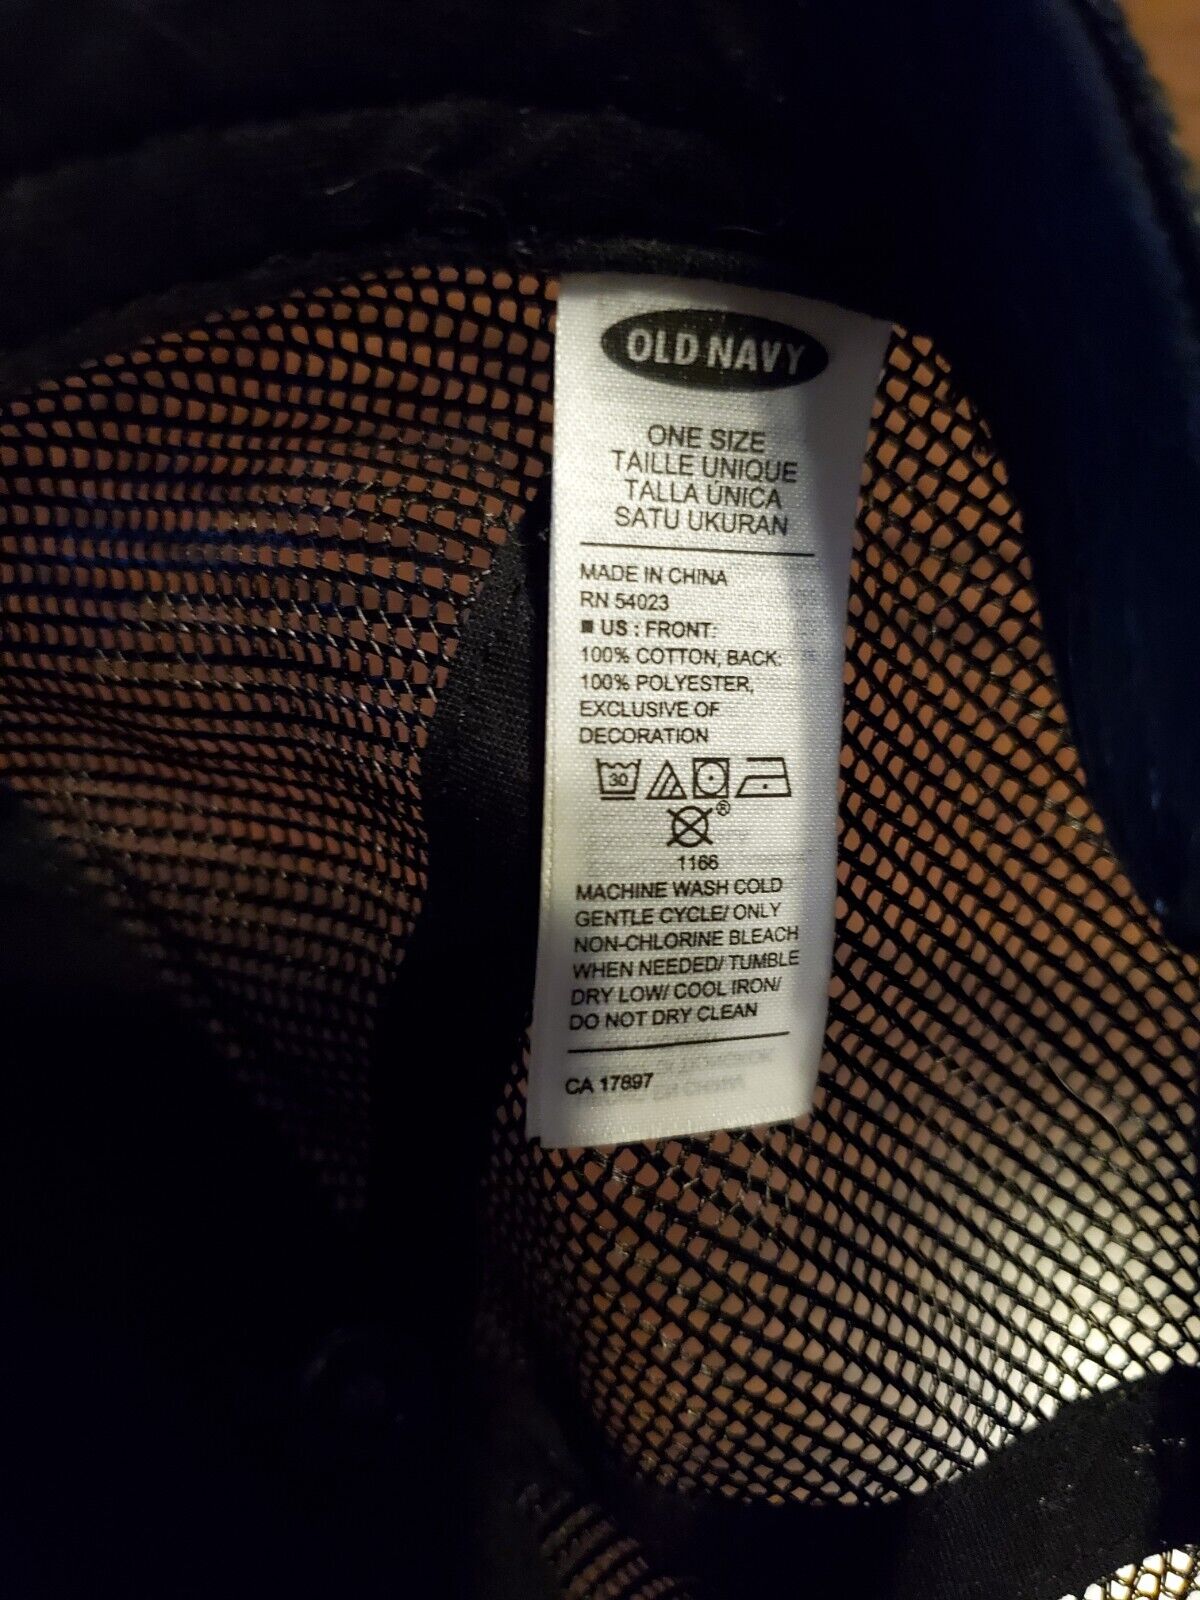 OLD NAVY
ONE SIZE
TAILLE UNIQUE
TALLA ÚNICA
SATU UKURAN
MADE IN CHINA
RN 54023
■ US : FRONT:
100% COTTON, BACK:
100% POLYESTER,
EXCLUSIVE OF
DECORATION
30
®
1166
MACHINE WASH COLD
GENTLE CYCLE/ ONLY
NON-CHLORINE BLEACH
WHEN NEEDED/ TUMBLE
DRY LOW/ COOL IRON/
DO NOT DRY CLEAN
CA 17897